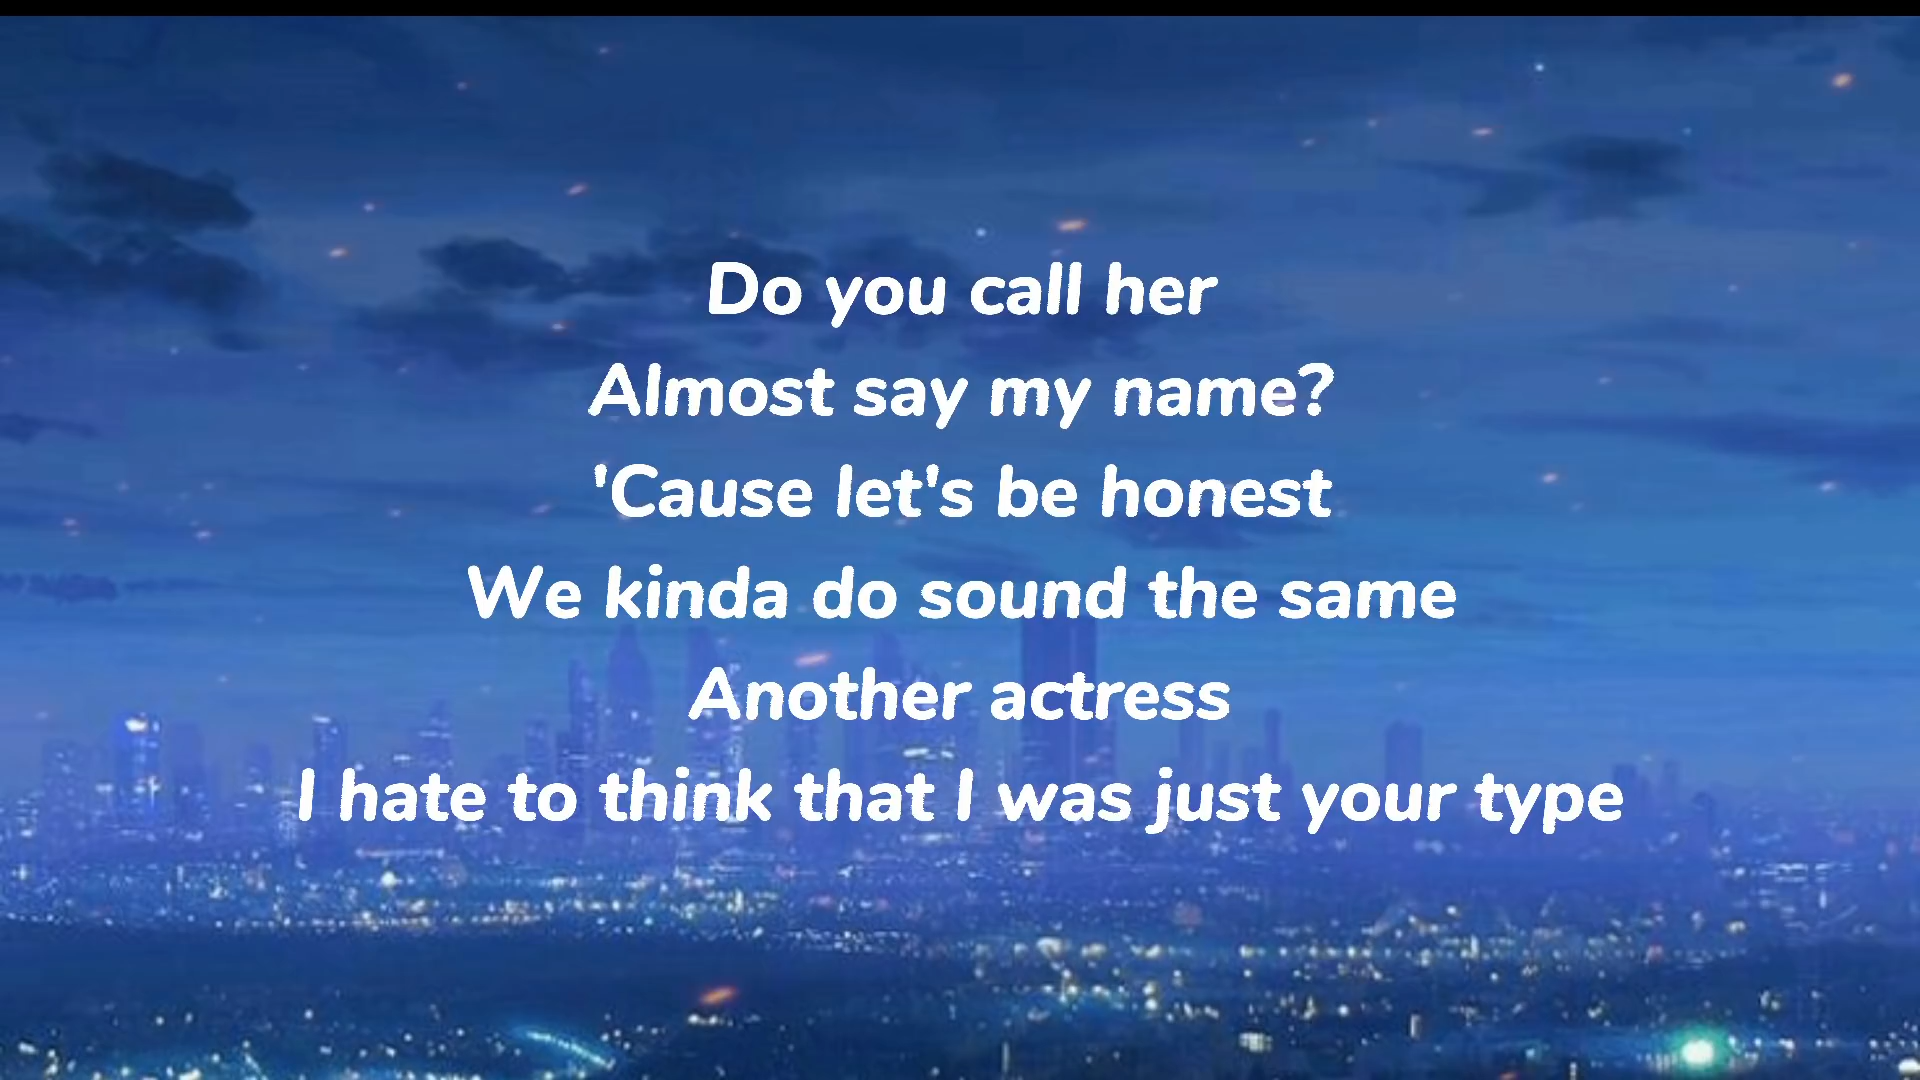 Do you call her
Almost say my name?
'Cause let's be honest
We kinda do sound the same
Another actress
I hate to think that I was just your type